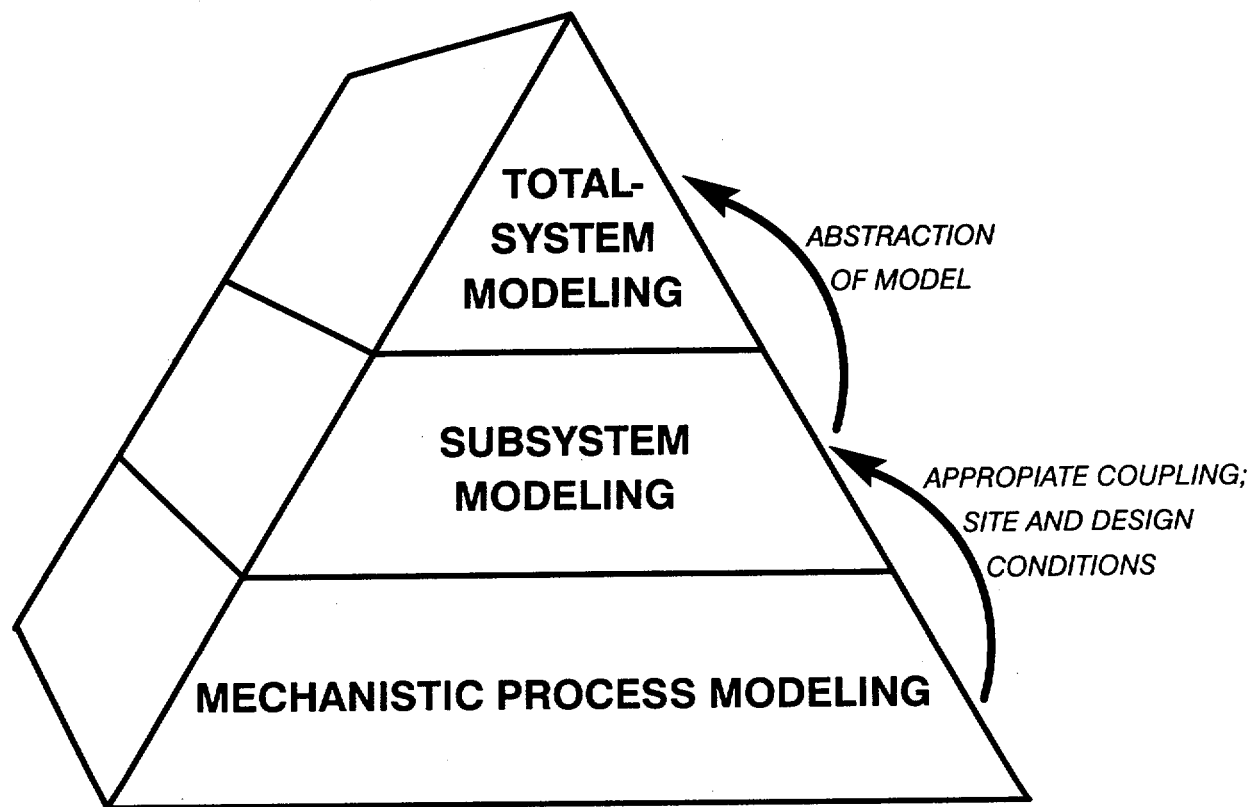 TOTAL-
SYSTEM
MODELING
ABSTRACTION
OF MODEL
SUBSYSTEM
MODELING
APPROPIATE COUPLING;
SITE AND DESIGN
CONDITIONS
MECHANISTIC PROCESS MODELING